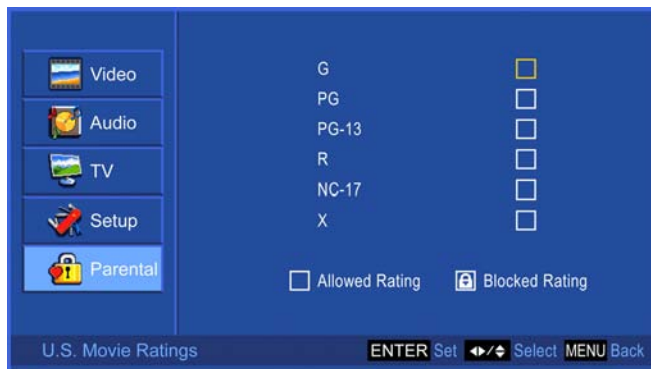 Video
Audio
TV
Setup
Parental
G
PG
PG-13
R
NC-17
X
Allowed Rating Blocked Rating
U.S. Movie Ratings ENTER Set ◄►/▲▼ Select MENU Back